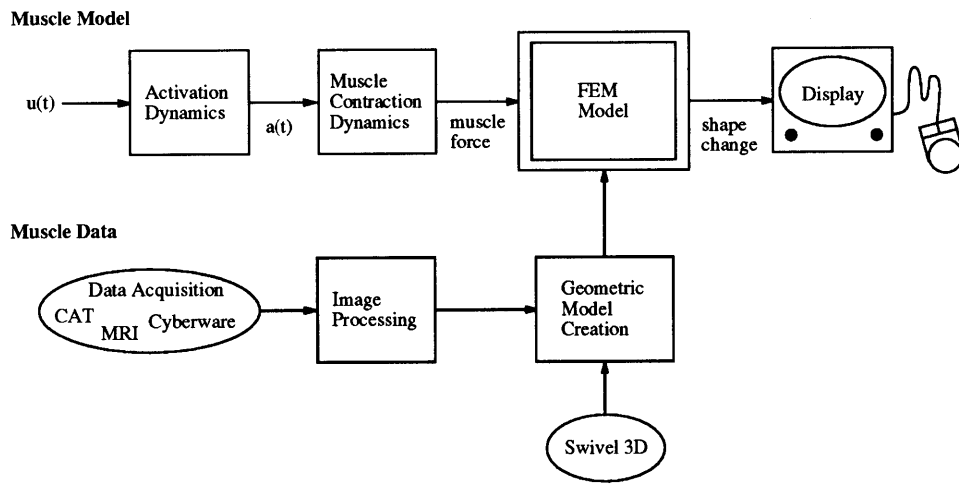 Muscle Model
u(t)
Activation
Dynamics
a(t)
Muscle
Contraction
Dynamics
muscle
force
FEM
Model
shape
change
Display
Muscle Data
Data Acquisition
CAT
MRI
Cyberware
Image
Processing
Geometric
Model
Creation
Swivel 3D